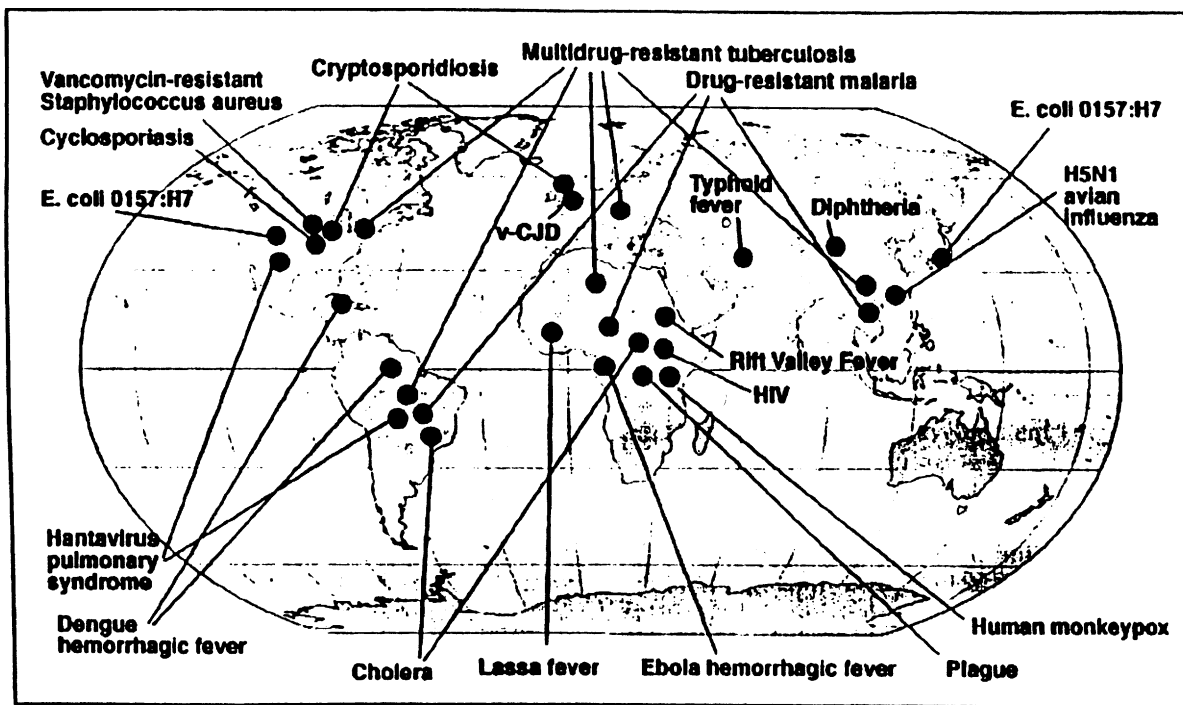 Multidrug-resistant tuberculosis
Cryptosporidiosis
Vancomycin-resistant
Staphylococcus aureus
Drug-resistant malaria
Cyclosporiasis
E. coli 0157:H7
E. coli 0157:H7
H5N1
avian
influenza
Typhoid
fever
Diphtheria
v-CJD
Rift Valley Fever
HIV
Hantavirus
pulmonary
syndrome
Dengue
hemorrhagic fever
Cholera
Lassa fever
Ebola hemorrhagic fever
Plague
Human monkeypox